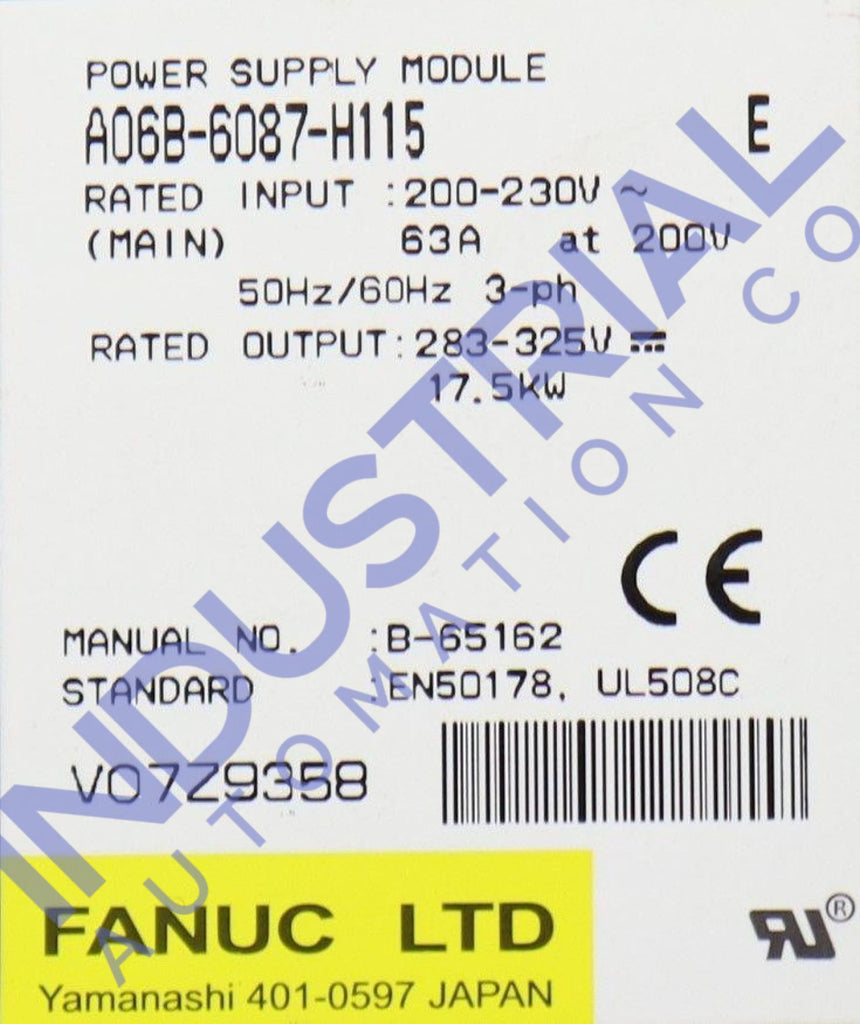 POWER SUPPLY MODULE
A06B-6087-H115 E
RATED INPUT :200-230V ~
(MAIN) 63A at 200V
50Hz/60Hz 3-ph
RATED OUTPUT:283-325V ⎓
17.5kW
CE
MANUAL NO. :B-65162
STANDARD :EN50178, UL508C
V07Z9358
FANUC LTD
Yamanashi 401-0597 JAPAN
RU®
INDUSTRIAL
AUTOMATION CO